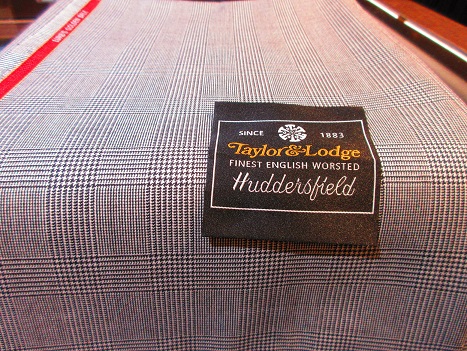 SINCE 1883
Taylor & Lodge
FINEST ENGLISH WORSTED
Huddersfield